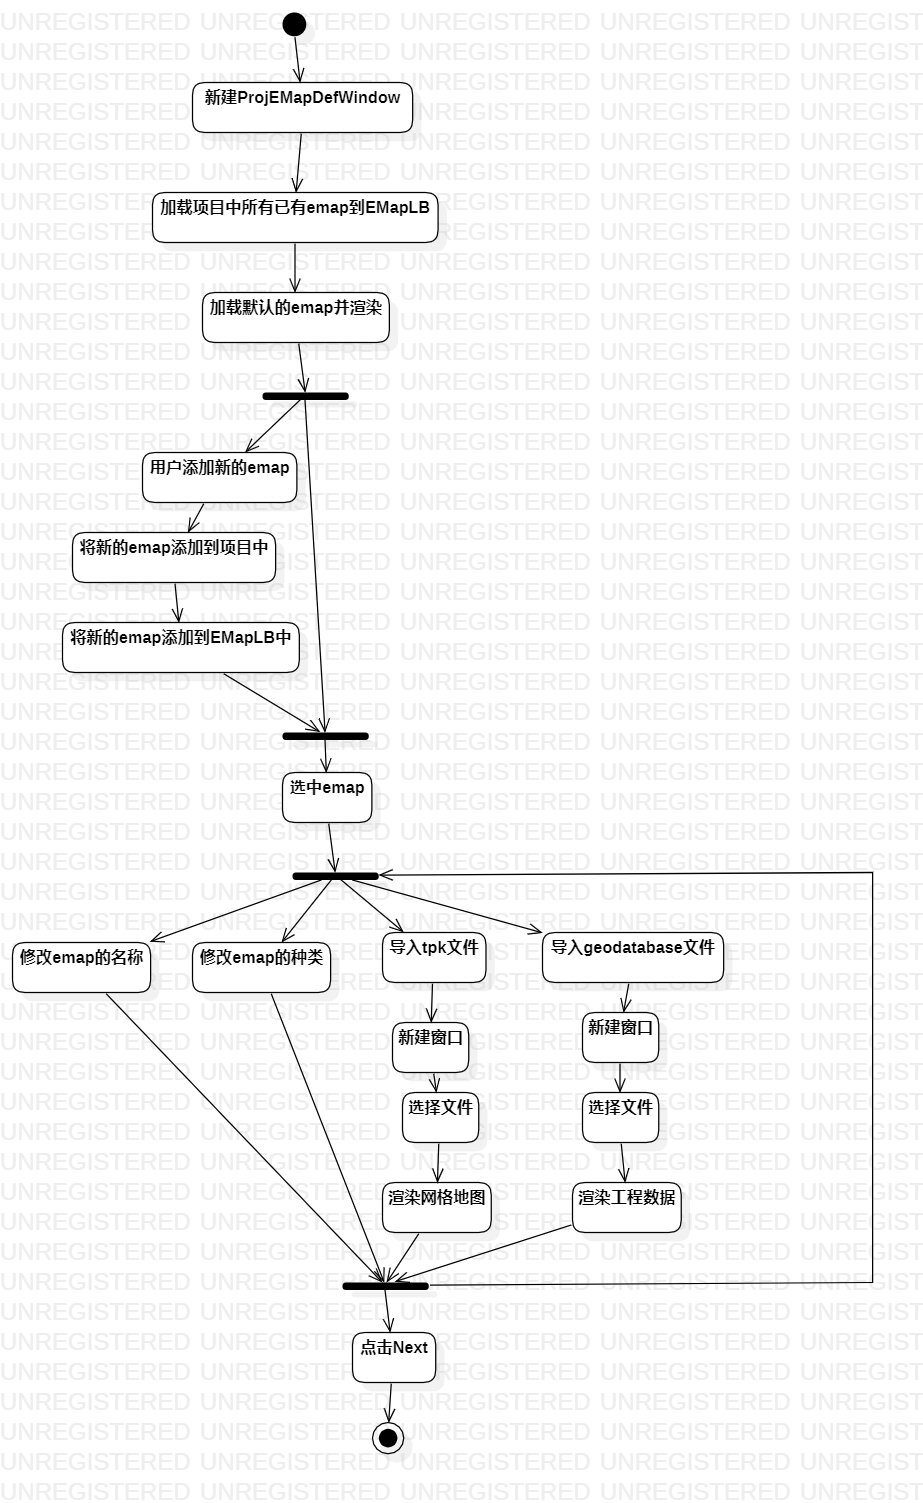 新建ProjEMapDefWindow
加载项目中所有已有emap到EMapLB
加载默认的emap并渲染
用户添加新的emap
将新的emap添加到项目中
将新的emap添加到EMapLB中
选中emap
修改emap的名称
修改emap的种类
导入tpk文件
导入geodatabase文件
新建窗口
新建窗口
选择文件
选择文件
渲染网格地图
渲染工程数据
点击Next
UNREGISTERED